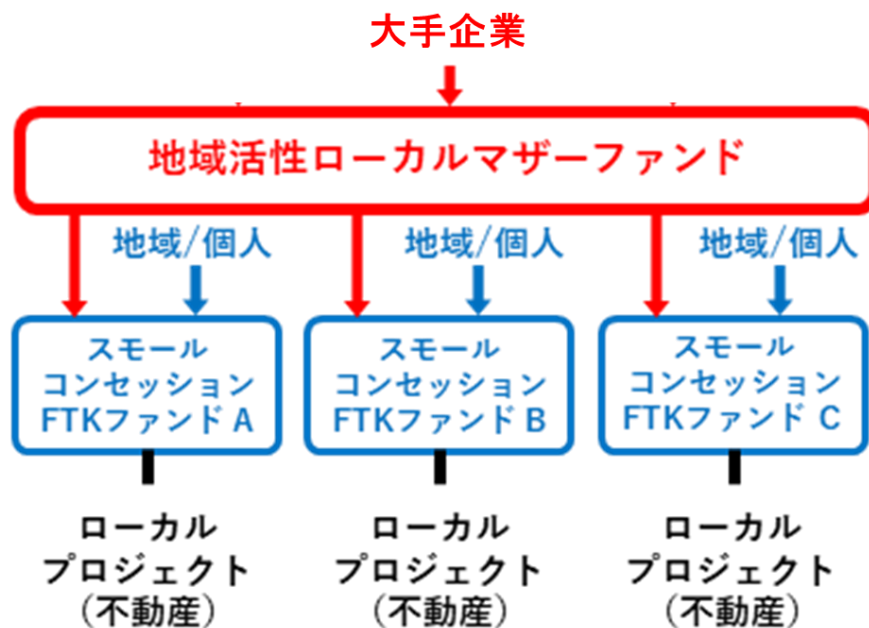 大手企業
地域活性ローカルマザーファンド
地域/個人
地域/個人
地域/個人
スモール
コンセッション
FTKファンド A
スモール
コンセッション
FTKファンド B
スモール
コンセッション
FTKファンド C
ローカル
プロジェクト
(不動産)
ローカル
プロジェクト
(不動産)
ローカル
プロジェクト
(不動産)